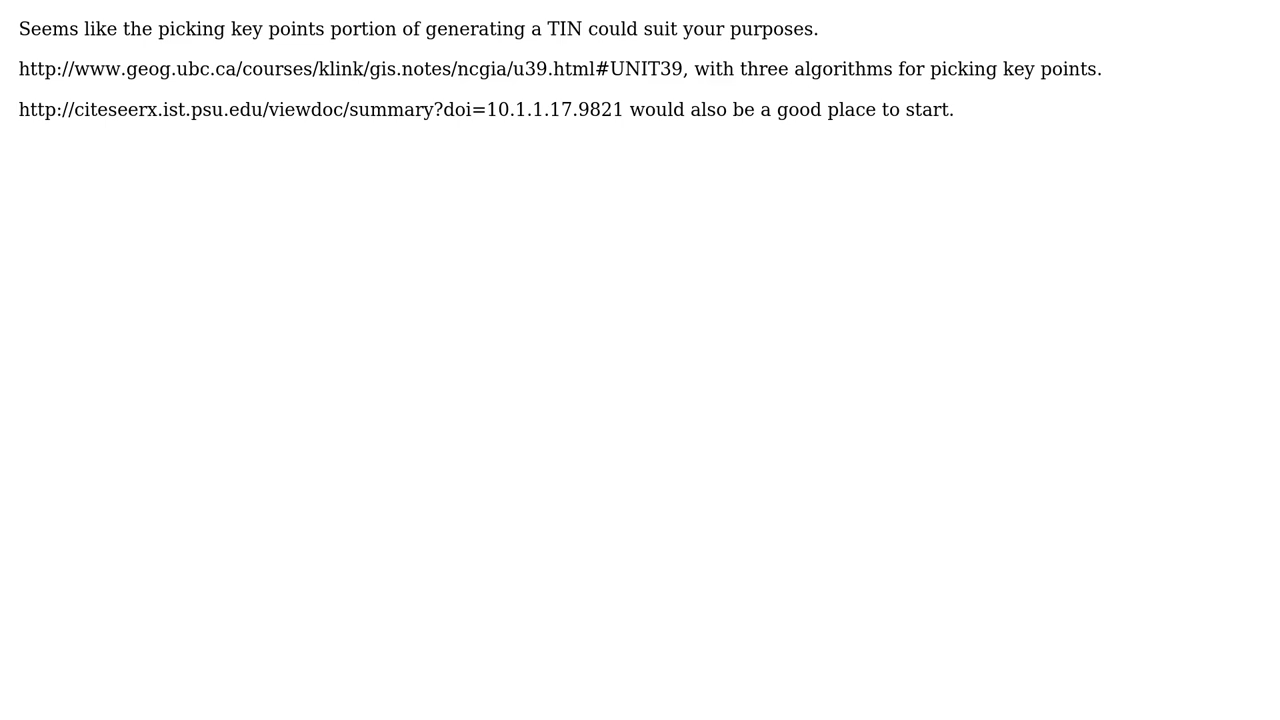 Seems like the picking key points portion of generating a TIN could suit your purposes.
http://www.geog.ubc.ca/courses/klink/gis.notes/ncgia/u39.html#UNIT39, with three algorithms for picking key points.
http://citeseerx.ist.psu.edu/viewdoc/summary?doi=10.1.1.17.9821 would also be a good place to start.